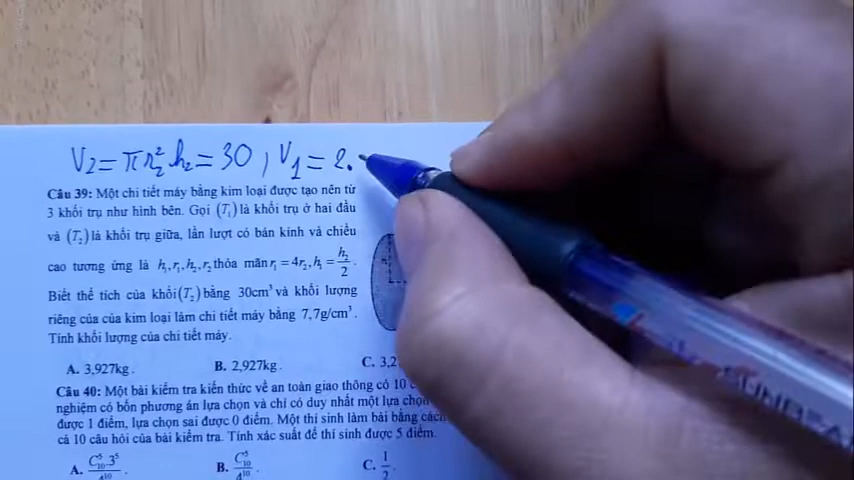 V₂ = πr₂²h₂ = 30, V₁ = 2.
Câu 39: Một chi tiết máy bằng kim loại được tạo nên từ
3 khối trụ như hình bên. Gọi (T₁) là khối trụ ở hai đầu
và (T₂) là khối trụ giữa, lần lượt có bán kính và chiều
cao tương ứng là h₁, r₁, h₂, r₂ thỏa mãn r₁ = 4r₂, h₁ = h₂/2.
Biết thể tích của khối (T₂) bằng 30cm³ và khối lượng
riêng của của kim loại làm chi tiết máy bằng 7,7g/cm³.
Tính khối lượng của chi tiết máy.
A. 3,927kg. B. 2,927kg. C. 3,2
Câu 40: Một bài kiểm tra kiến thức về an toàn giao thông có 10
nghiệm có bốn phương án lựa chọn và chỉ có duy nhất một lựa chọn
được 1 điểm, lựa chọn sai được 0 điểm. Một thí sinh làm bài bằng cách
cả 10 câu hỏi của bài kiểm tra. Tính xác suất để thí sinh được 5 điểm.
A. C₁₀⁵.3⁵/4¹⁰. B. C₁₀⁵/4¹⁰. C. 1/2.
SUNBEA